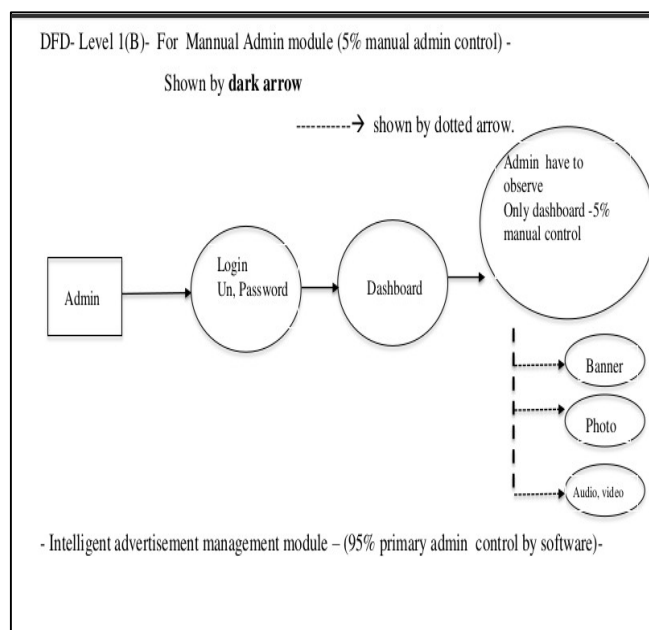 DFD- Level 1(B)- For Mannual Admin module (5% manual admin control) -
Shown by dark arrow
shown by dotted arrow.
Admin have to
observe
Only dashboard -5%
manual control
Login
Un, Password
Dashboard
Admin
Banner
Photo
Audio, video
- Intelligent advertisement management module – (95% primary admin control by software)-